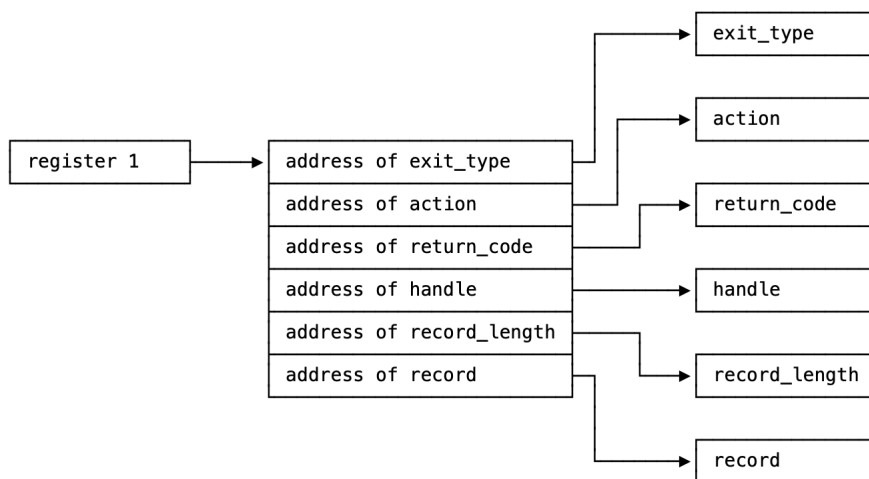 register 1
address of exit_type
address of action
address of return_code
address of handle
address of record_length
address of record
exit_type
action
return_code
handle
record_length
record